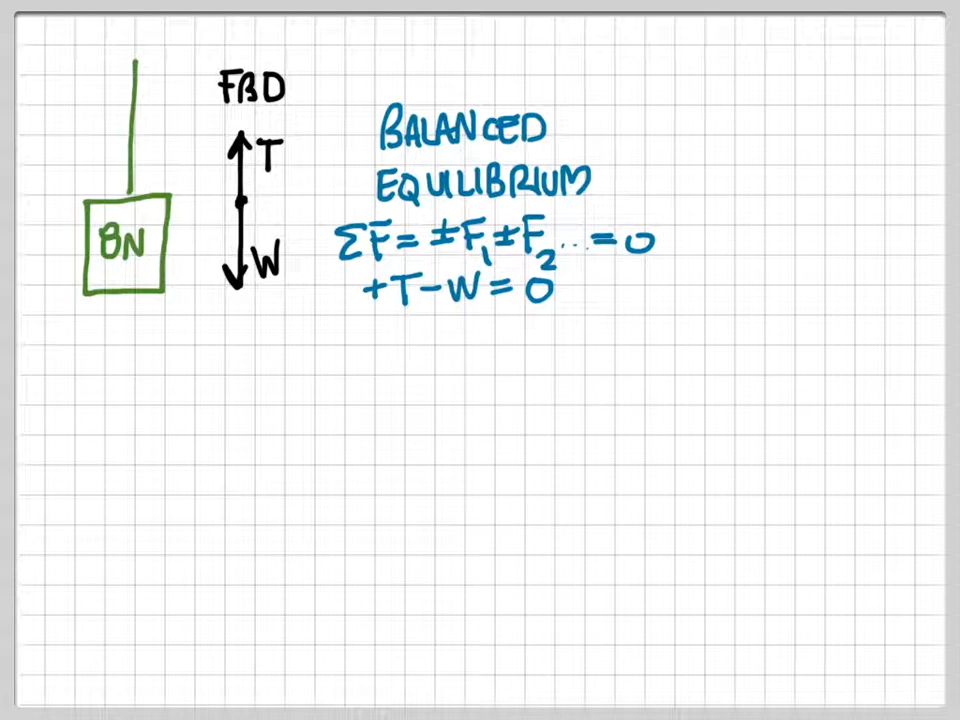 FBD
T
8N
W
BALANCED
EQUILIBRIUM
ΣF = ±F₁ ±F₂ ... = 0
+T - W = 0